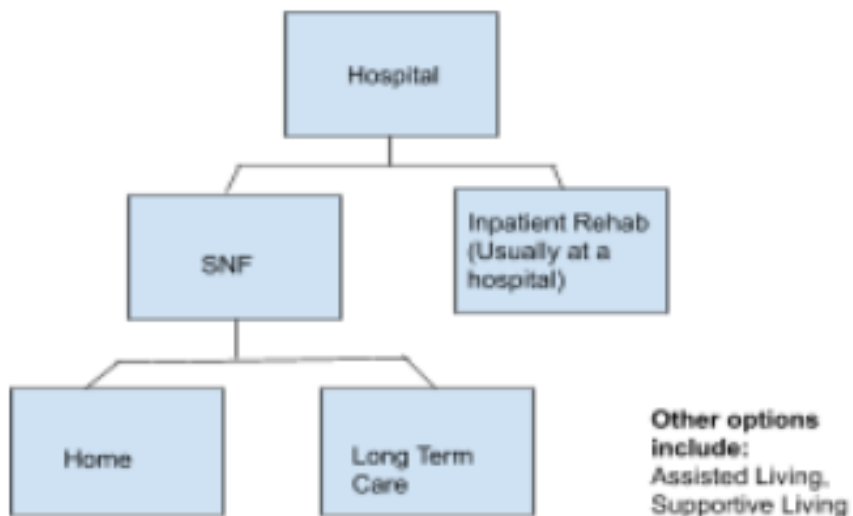 Hospital
SNF
Inpatient Rehab
(Usually at a
hospital)
Home
Long Term
Care
Other options
include:
Assisted Living,
Supportive Living